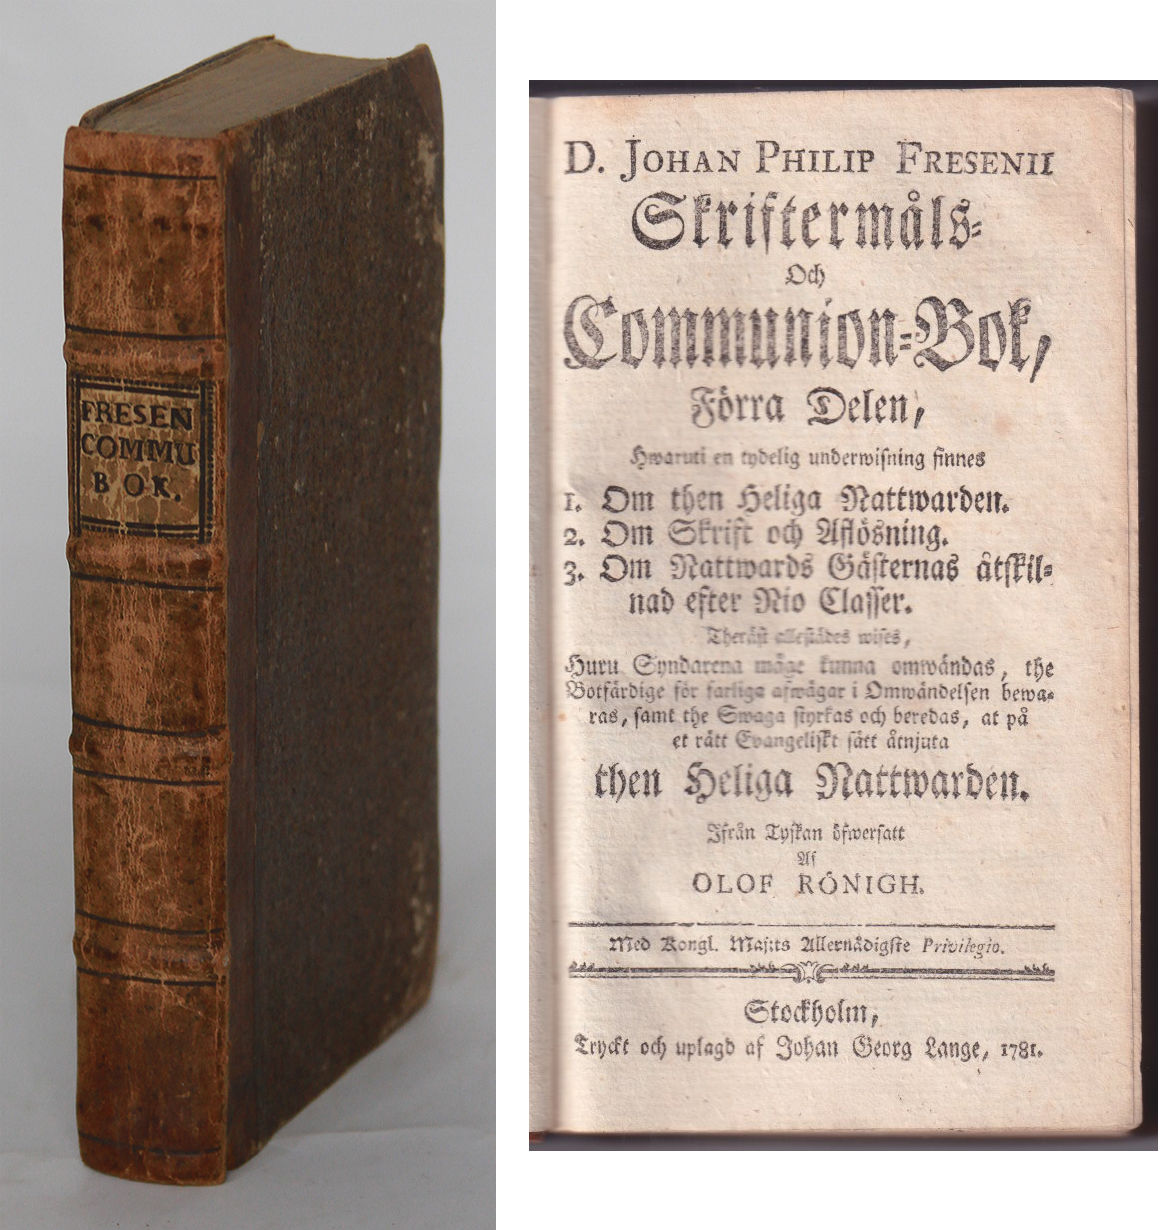 FRESEN
COMMU
BOK.
D. JOHAN PHILIP FRESENII
Skriftermåls-
Och
Communion-Bok,
Förra Delen,
Hwaruti en tydelig underwisning finnes
1. Om then Heliga Nattwarden.
2. Om Skrift och Aflösning.
3. Om Nattwards Gästernas åtskil-
nad efter Nio Classer.
Theräst allestädes wises,
Huru Syndarena måge kunna omwändas, the
Botfärdige för farliga afwägar i Omwändelsen bewa-
ras, samt the Swaga styrkas och beredas, at på
et rätt Evangeliskt sätt åtnjuta
then Heliga Nattwarden.
Ifrån Tyskan öfwersatt
Af
OLOF RÖNIGH.
Med Kongl. Maj:ts Allernådigste Privilegio.
Stockholm,
Tryckt och uplagd af Johan Georg Lange, 1781.